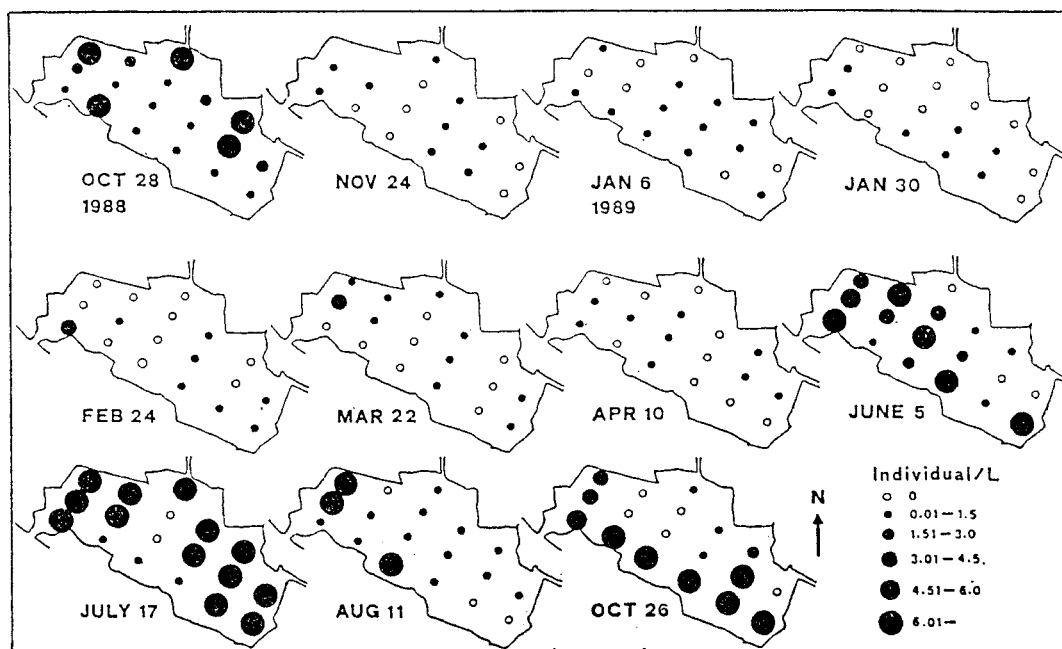 OCT 28
1988
NOV 24
JAN 6
1989
JAN 30
FEB 24
MAR 22
APR 10
JUNE 5
JULY 17
AUG 11
OCT 26
N
Individual/L
0
0.01–1.5
1.51–3.0
3.01–4.5.
4.51–6.0
6.01–